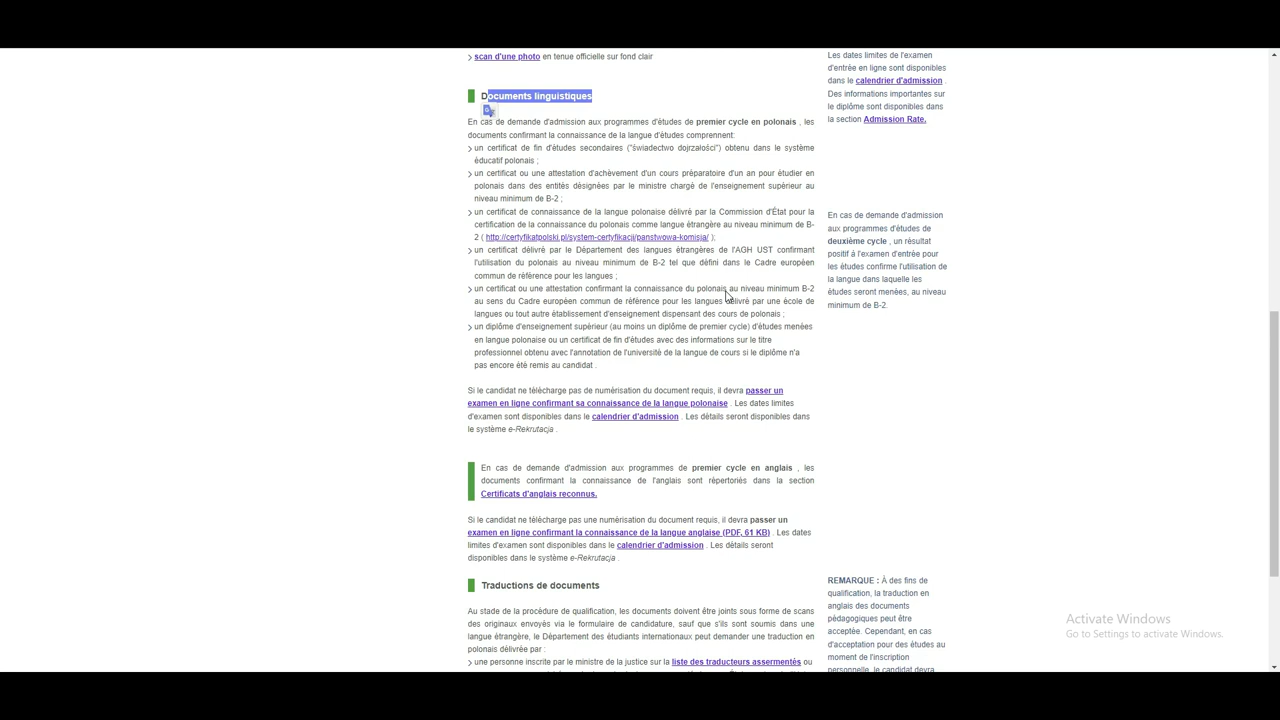 scan d'une photo en tenue officielle sur fond clair
Documents linguistiques
En cas de demande d'admission aux programmes d'études de premier cycle en polonais , les
documents confirmant la connaissance de la langue d'études comprennent:
un certificat de fin d'études secondaires ("świadectwo dojrzałości") obtenu dans le système
éducatif polonais ;
un certificat ou une attestation d'achèvement d'un cours préparatoire d'un an pour étudier en
polonais dans des entités désignées par le ministre chargé de l'enseignement supérieur au
niveau minimum de B-2 ;
un certificat de connaissance de la langue polonaise délivré par la Commission d'État pour la
certification de la connaissance du polonais comme langue étrangère au niveau minimum de B-
2 ( http://certyfikatpolski.pl/system-certyfikacji/panstwowa-komisja/ );
un certificat délivré par le Département des langues étrangères de l'AGH UST confirmant
l'utilisation du polonais au niveau minimum de B-2 tel que défini dans le Cadre européen
commun de référence pour les langues ;
un certificat ou une attestation confirmant la connaissance du polonais au niveau minimum B-2
au sens du Cadre européen commun de référence pour les langues délivré par une école de
langues ou tout autre établissement d'enseignement dispensant des cours de polonais ;
un diplôme d'enseignement supérieur (au moins un diplôme de premier cycle) d'études menées
en langue polonaise ou un certificat de fin d'études avec des informations sur le titre
professionnel obtenu avec l'annotation de l'université de la langue de cours si le diplôme n'a
pas encore été remis au candidat .
Si le candidat ne télécharge pas de numérisation du document requis, il devra passer un
examen en ligne confirmant sa connaissance de la langue polonaise . Les dates limites
d'examen sont disponibles dans le calendrier d'admission . Les détails seront disponibles dans
le système e-Rekrutacja .
En cas de demande d'admission aux programmes de premier cycle en anglais , les
documents confirmant la connaissance de l'anglais sont répertoriés dans la section
Certificats d'anglais reconnus.
Si le candidat ne télécharge pas une numérisation du document requis, il devra passer un
examen en ligne confirmant la connaissance de la langue anglaise (PDF, 61 KB) . Les dates
limites d'examen sont disponibles dans le calendrier d'admission . Les détails seront
disponibles dans le système e-Rekrutacja .
Traductions de documents
Au stade de la procédure de qualification, les documents doivent être joints sous forme de scans
des originaux envoyés via le formulaire de candidature, sauf que s'ils sont soumis dans une
langue étrangère, le Département des étudiants internationaux peut demander une traduction en
polonais délivrée par :
une personne inscrite par le ministre de la justice sur la liste des traducteurs assermentés ou
Les dates limites de l'examen
d'entrée en ligne sont disponibles
dans le calendrier d'admission .
Des informations importantes sur
le diplôme sont disponibles dans
la section Admission Rate.
En cas de demande d'admission
aux programmes d'études de
deuxième cycle , un résultat
positif à l'examen d'entrée pour
les études confirme l'utilisation de
la langue dans laquelle les
études seront menées, au niveau
minimum de B-2.
REMARQUE : À des fins de
qualification, la traduction en
anglais des documents
pédagogiques peut être
acceptée. Cependant, en cas
d'acceptation pour des études au
moment de l'inscription
personnelle, le candidat devra
Activate Windows
Go to Settings to activate Windows.